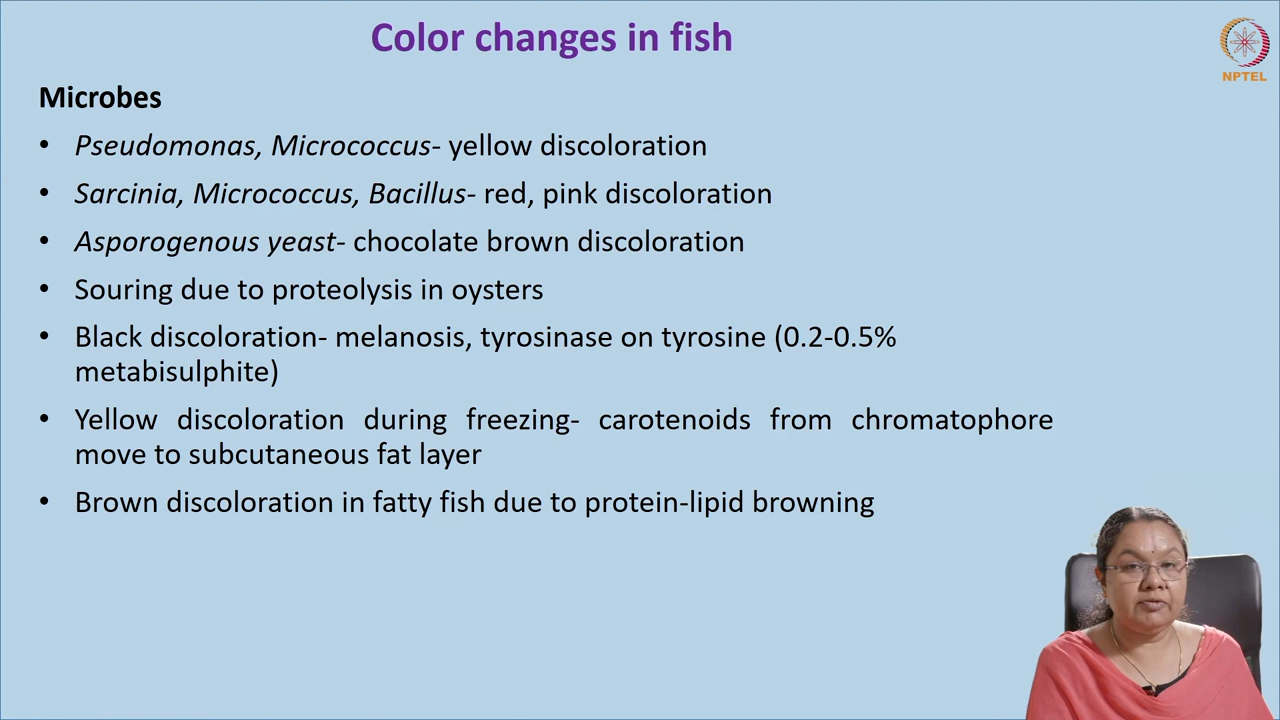 Color changes in fish
NPTEL
Microbes
• Pseudomonas, Micrococcus- yellow discoloration
• Sarcinia, Micrococcus, Bacillus- red, pink discoloration
• Asporogenous yeast- chocolate brown discoloration
• Souring due to proteolysis in oysters
• Black discoloration- melanosis, tyrosinase on tyrosine (0.2-0.5%
metabisulphite)
• Yellow discoloration during freezing- carotenoids from chromatophore
move to subcutaneous fat layer
• Brown discoloration in fatty fish due to protein-lipid browning